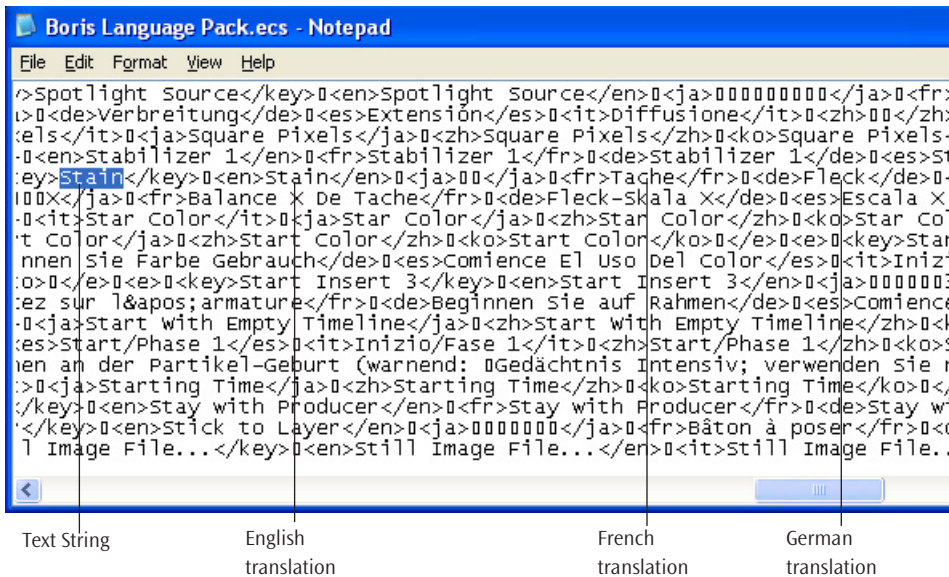 Boris Language Pack.ecs - Notepad
File Edit Format View Help
/>Spotlight Source</key>▯<en>Spotlight Source</en>▯<ja>▯▯▯▯▯▯▯▯▯</ja>▯<fr>
▯<de>Verbreitung</de>▯<es>Extensión</es>▯<it>Diffusione</it>▯<zh>▯▯</zh>
els</it>▯<ja>Square Pixels</ja>▯<zh>Square Pixels</zh>▯<ko>Square Pixels
▯<en>Stabilizer 1</en>▯<fr>Stabilizer 1</fr>▯<de>Stabilizer 1</de>▯<es>St
ey>Stain</key>▯<en>Stain</en>▯<ja>▯▯</ja>▯<fr>Tache</fr>▯<de>Fleck</de>▯
▯▯X</ja>▯<fr>Balance X De Tache</fr>▯<de>Fleck-Skala X</de>▯<es>Escala X
▯<it>Star Color</it>▯<ja>Star Color</ja>▯<zh>Star Color</zh>▯<ko>Star Co
t Color</ja>▯<zh>Start Color</zh>▯<ko>Start Color</ko>▯</e>▯<e>▯<key>Star
nnen Sie Farbe Gebrauch</de>▯<es>Comience El Uso Del Color</es>▯<it>Inizi
o>▯</e>▯<e>▯<key>Start Insert 3</key>▯<en>Start Insert 3</en>▯<ja>▯▯▯▯▯▯3
ez sur l&apos;armature</fr>▯<de>Beginnen Sie auf Rahmen</de>▯<es>Comience
▯<ja>Start With Empty Timeline</ja>▯<zh>Start With Empty Timeline</zh>▯<k
es>Start/Phase 1</es>▯<it>Inizio/Fase 1</it>▯<zh>Start/Phase 1</zh>▯<ko>S
en an der Partikel-Geburt (warnend: ▯Gedächtnis Intensiv; verwenden Sie
>▯<ja>Starting Time</ja>▯<zh>Starting Time</zh>▯<ko>Starting Time</ko>▯</
/key>▯<en>Stay with Producer</en>▯<fr>Stay with Producer</fr>▯<de>Stay w
</key>▯<en>Stick to Layer</en>▯<ja>▯▯▯▯▯▯▯</ja>▯<fr>Bâton à poser</fr>▯<
l Image File...</key>▯<en>Still Image File...</en>▯<it>Still Image File..
Text String
English translation
French translation
German translation